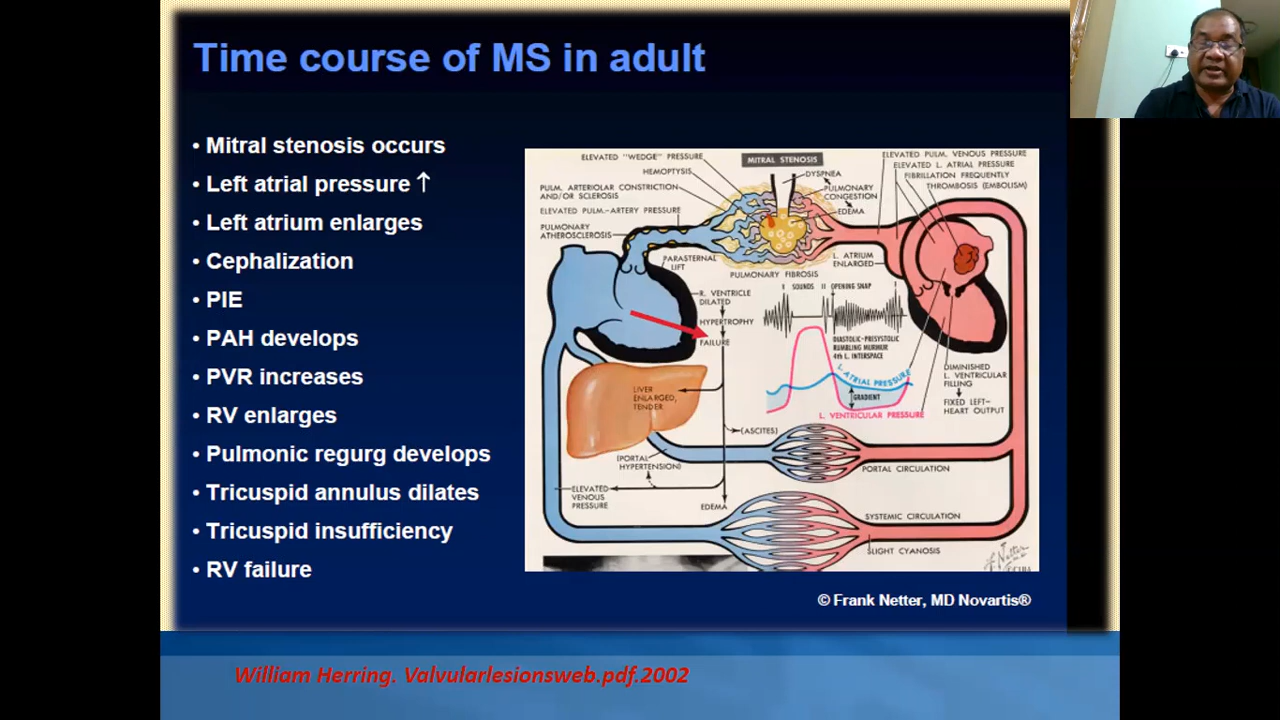 Time course of MS in adult
• Mitral stenosis occurs
• Left atrial pressure ↑
• Left atrium enlarges
• Cephalization
• PIE
• PAH develops
• PVR increases
• RV enlarges
• Pulmonic regurg develops
• Tricuspid annulus dilates
• Tricuspid insufficiency
• RV failure
ELEVATED "WEDGE" PRESSURE
HEMOPTYSIS
PULM. ARTERIOLAR CONSTRICTION
AND/OR SCLEROSIS
ELEVATED PULM.-ARTERY PRESSURE
PULMONARY
ATHEROSCLEROSIS
MITRAL STENOSIS
DYSPNEA
PULMONARY
CONGESTION
EDEMA
ELEVATED PULM. VENOUS PRESSURE
ELEVATED L. ATRIAL PRESSURE
FIBRILLATION FREQUENTLY
THROMBOSIS (EMBOLISM)
PARASTERNAL
LIFT
PULMONARY FIBROSIS
L. ATRIUM
ENLARGED
R. VENTRICLE
DILATED
HYPERTROPHY
FAILURE
I SOUNDS II OPENING SNAP I
DIASTOLIC-PRESYSTOLIC
RUMBLING MURMUR
4th L. INTERSPACE
L. ATRIAL PRESSURE
GRADIENT
L. VENTRICULAR PRESSURE
DIMINISHED
L. VENTRICULAR
FILLING
FIXED LEFT-
HEART OUTPUT
LIVER
ENLARGED,
TENDER
(ASCITES)
(PORTAL
HYPERTENSION)
PORTAL CIRCULATION
ELEVATED
VENOUS
PRESSURE
EDEMA
SYSTEMIC CIRCULATION
SLIGHT CYANOSIS
© Frank Netter, MD Novartis®
William Herring. Valvularlesionsweb.pdf.2002